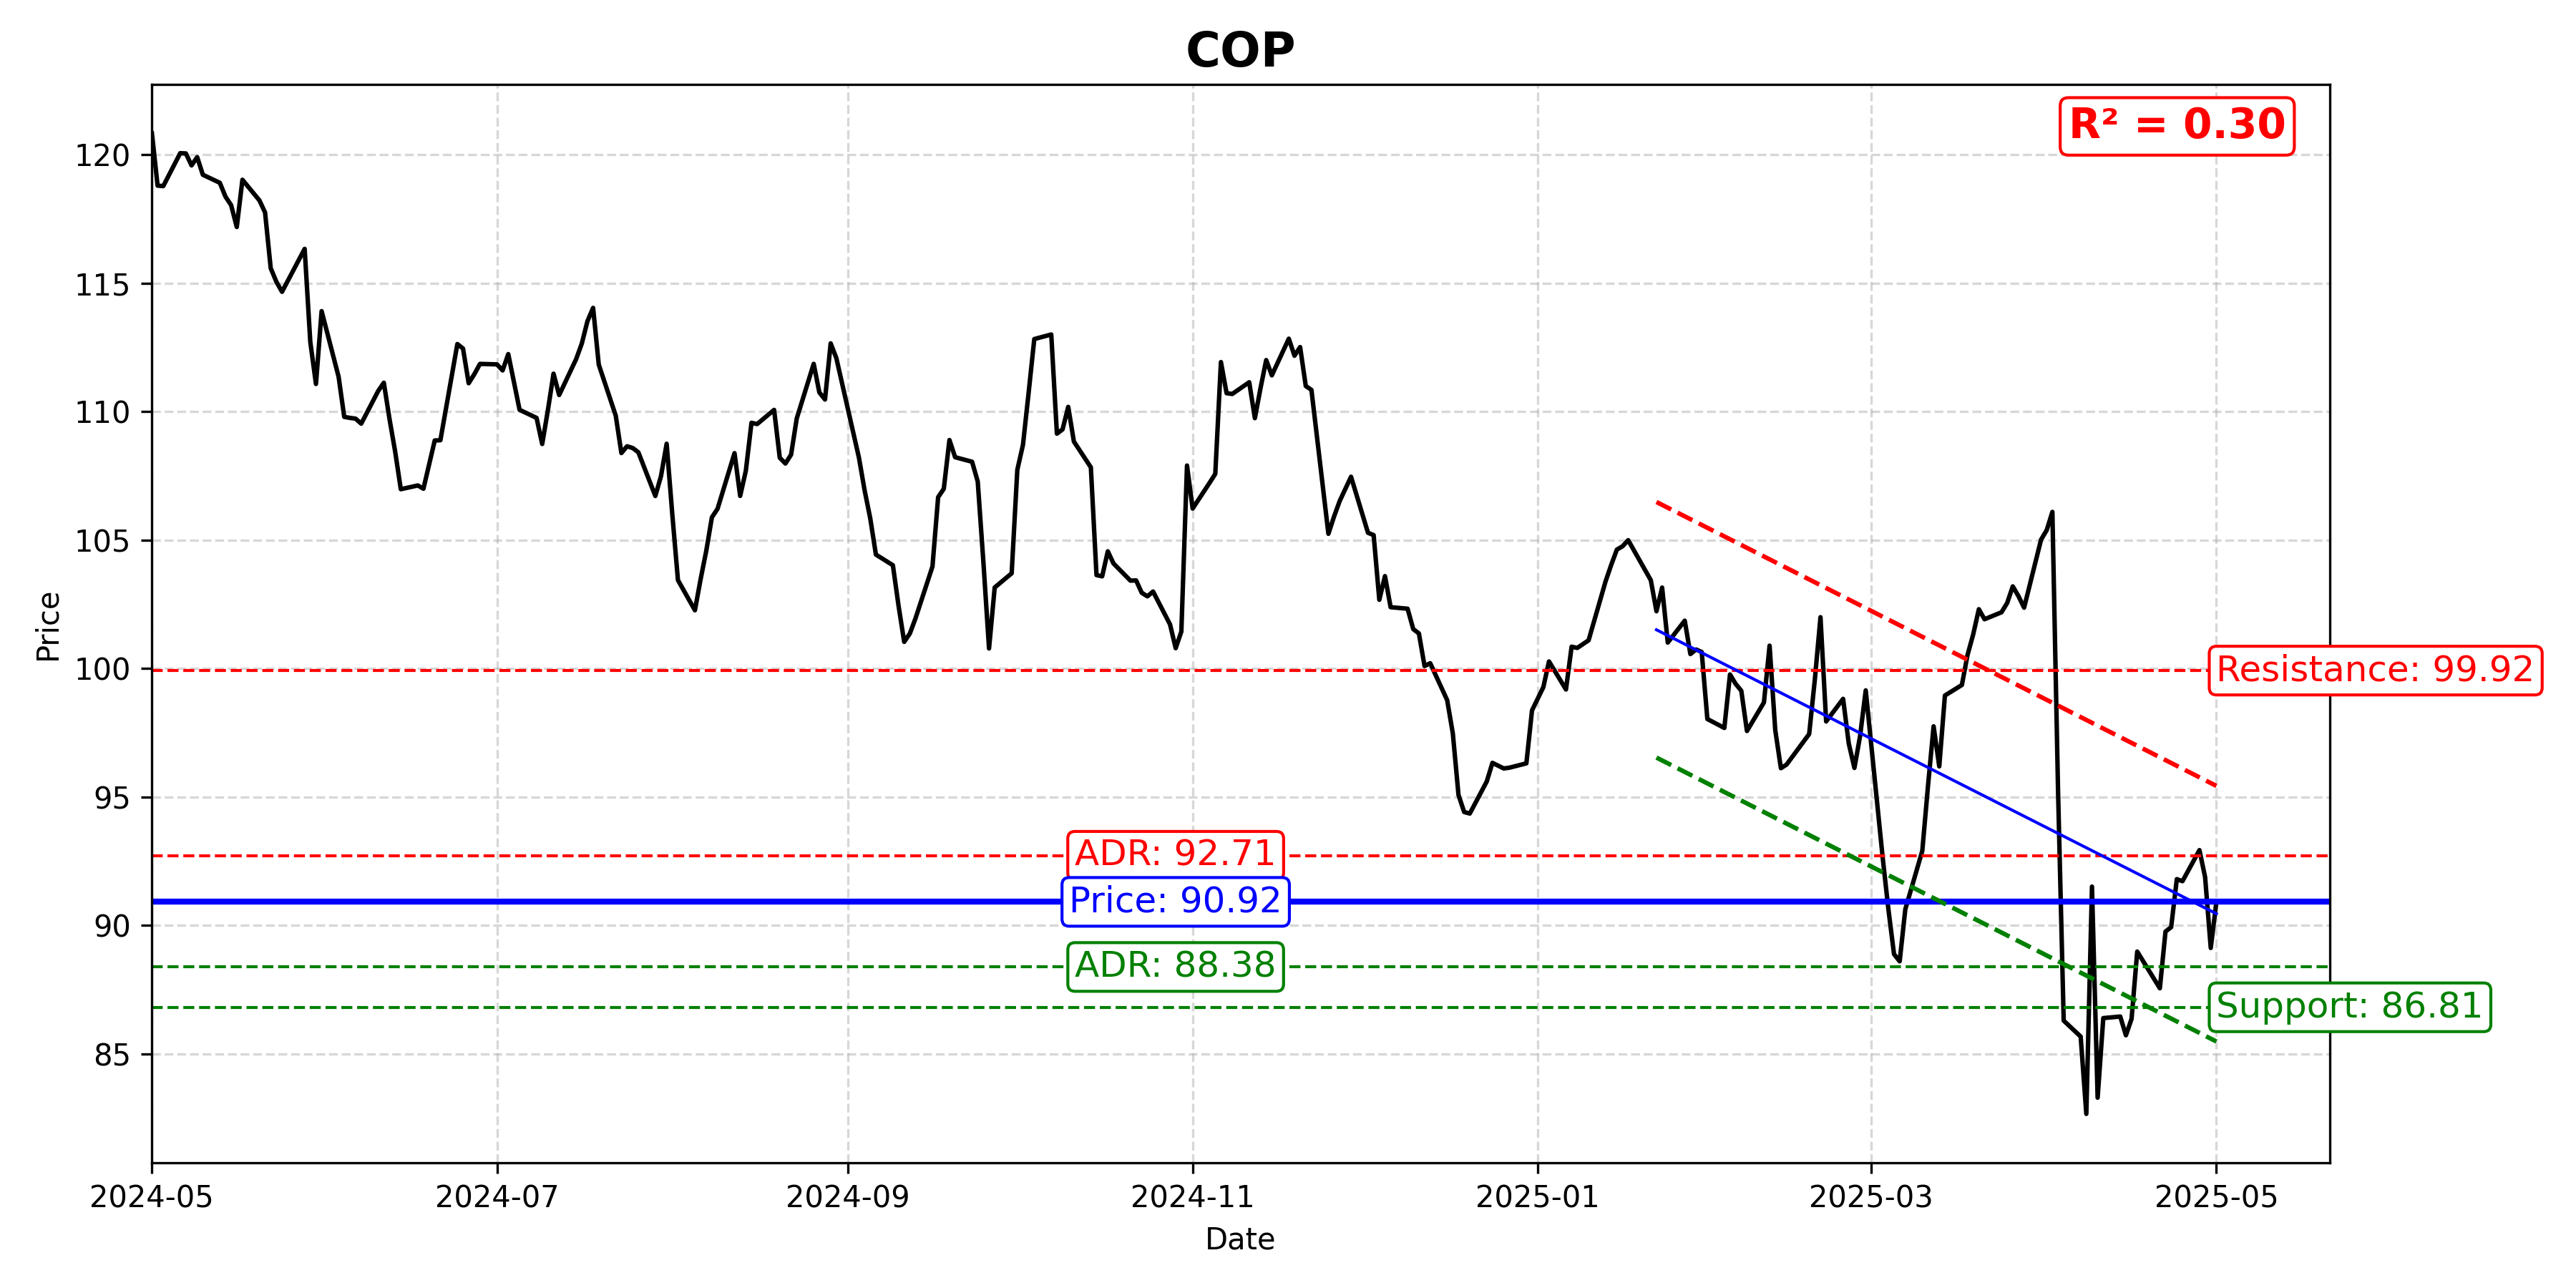 COP
R² = 0.30
120
115
110
105
100
95
90
85
Price
Resistance: 99.92
ADR: 92.71
Price: 90.92
ADR: 88.38
Support: 86.81
2024-05
2024-07
2024-09
2024-11
2025-01
2025-03
2025-05
Date